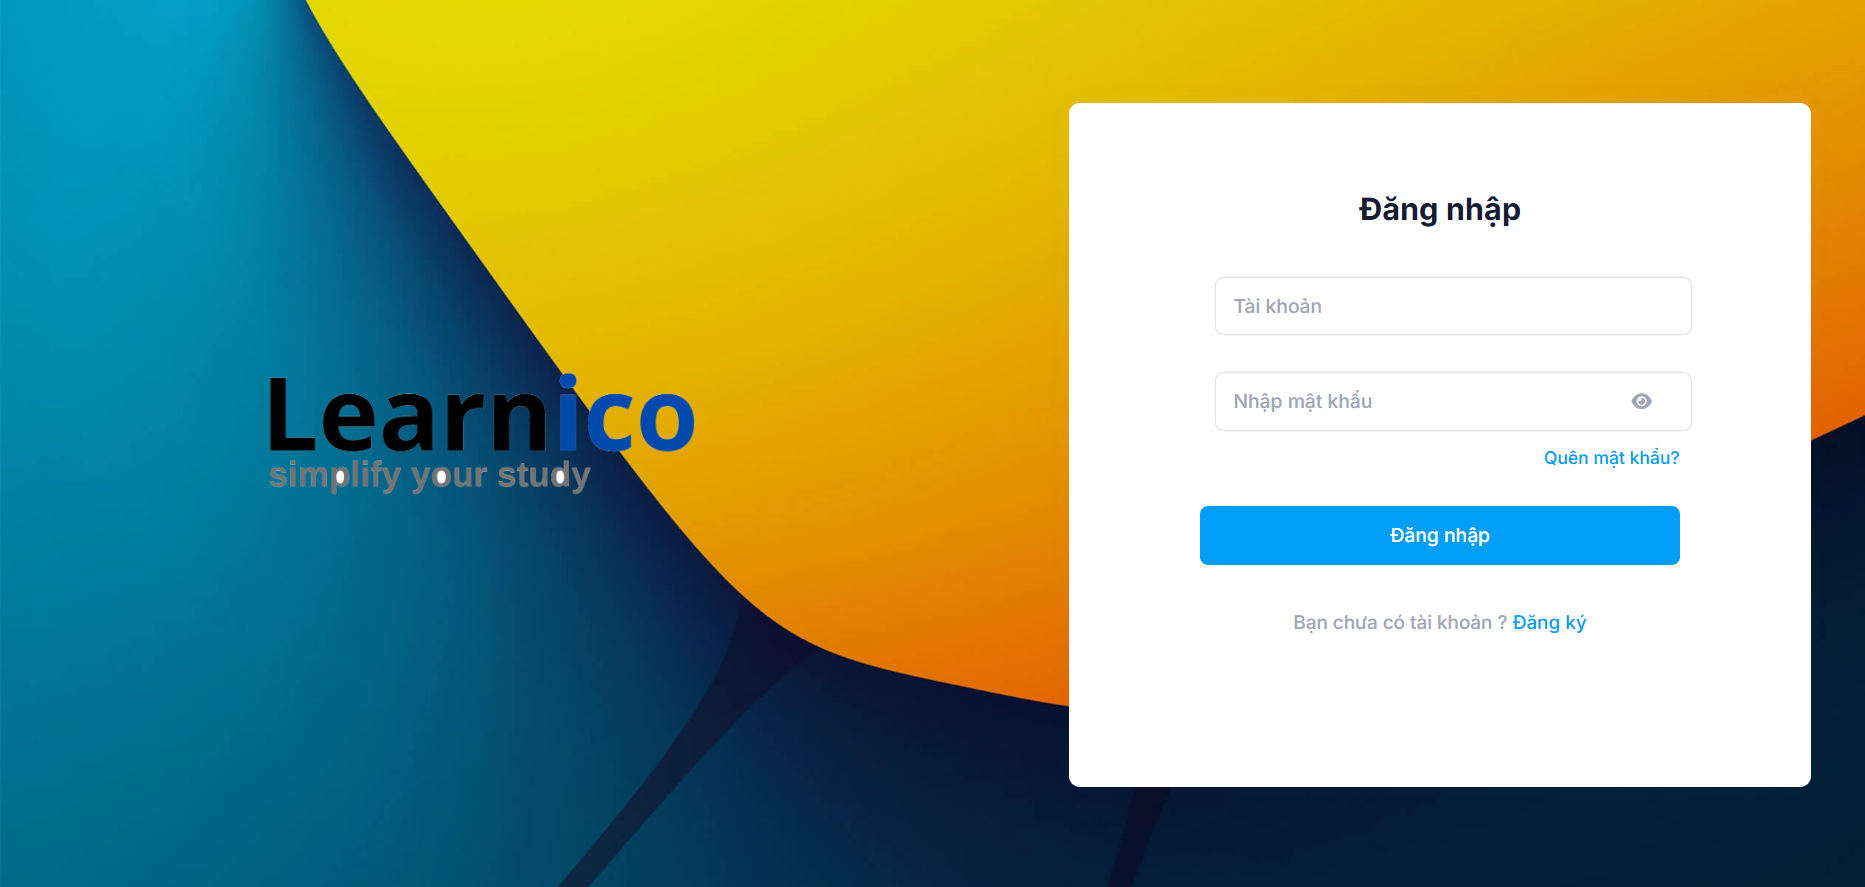 Learnico
simplify your study
Đăng nhập
Tài khoản
Nhập mật khẩu
Quên mật khẩu?
Đăng nhập
Bạn chưa có tài khoản ? Đăng ký